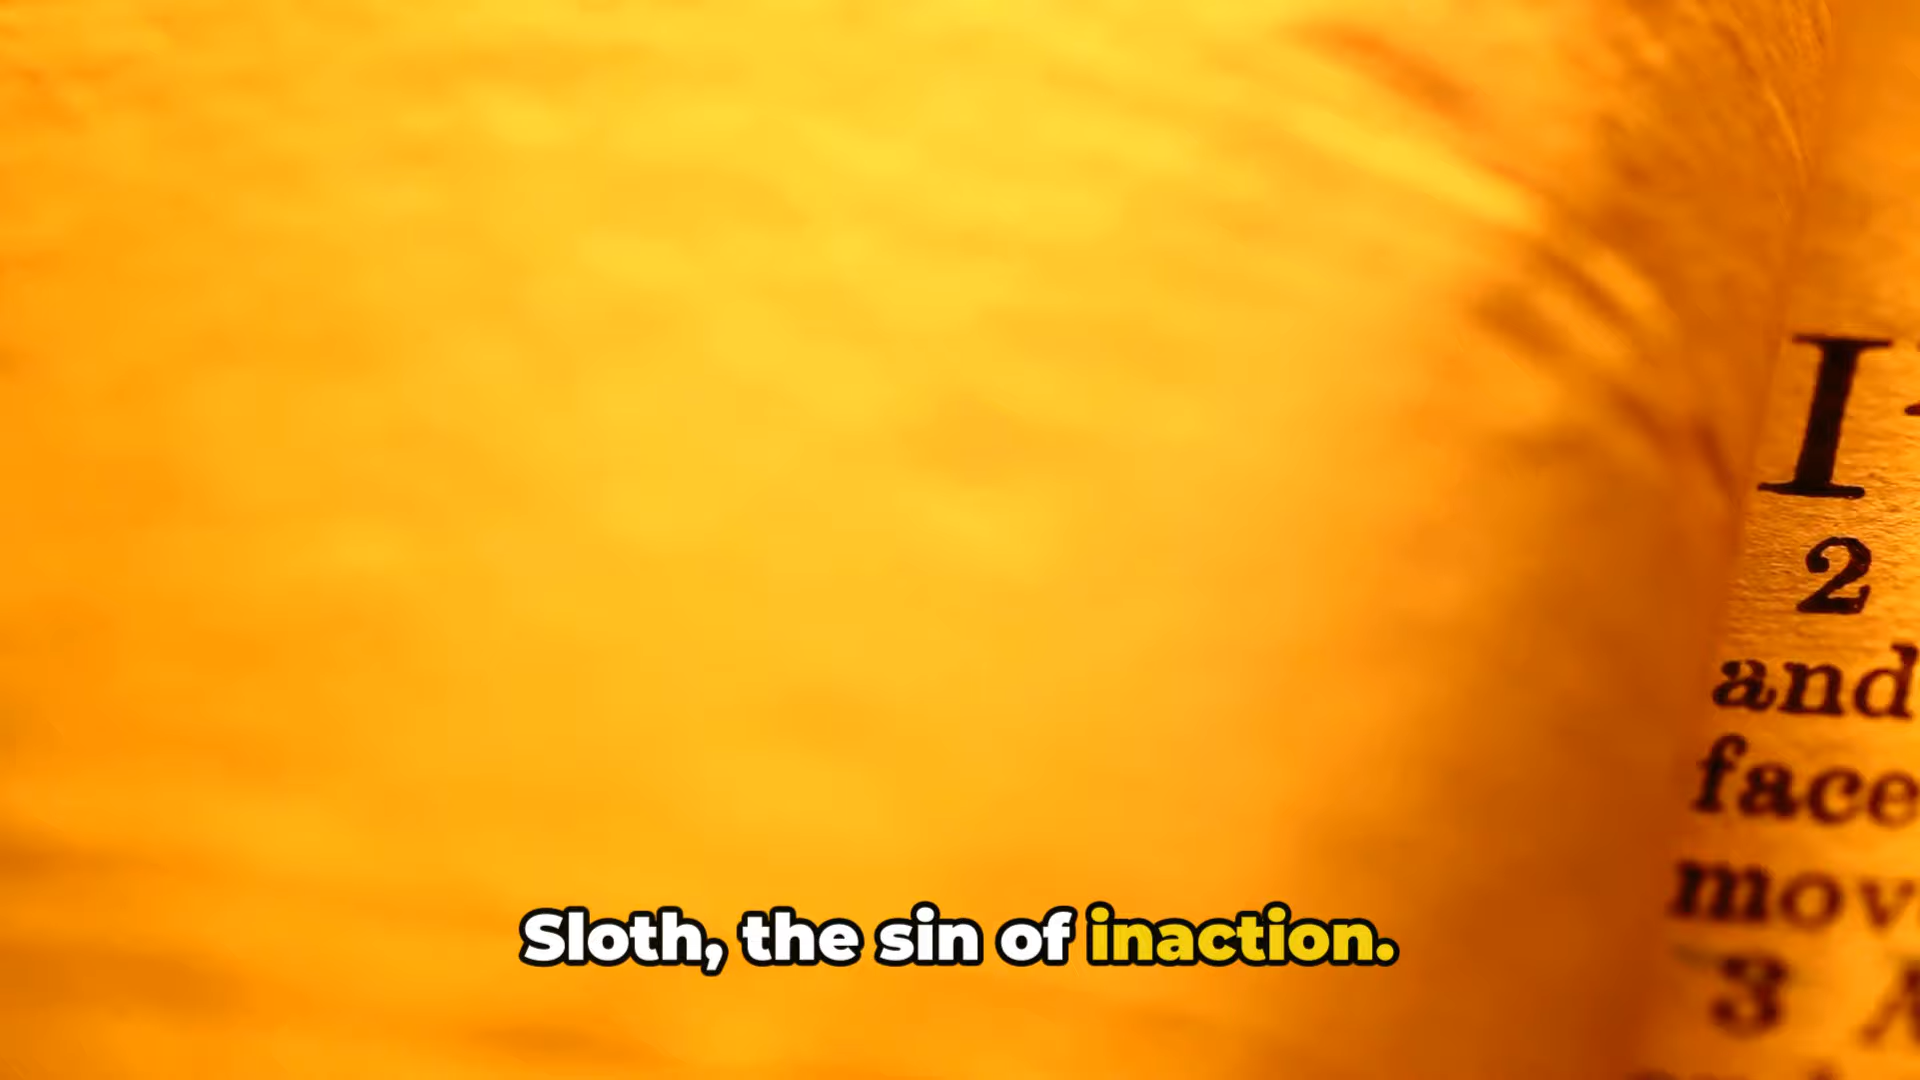 I
2
and
face
mov
3
Sloth, the sin of inaction.